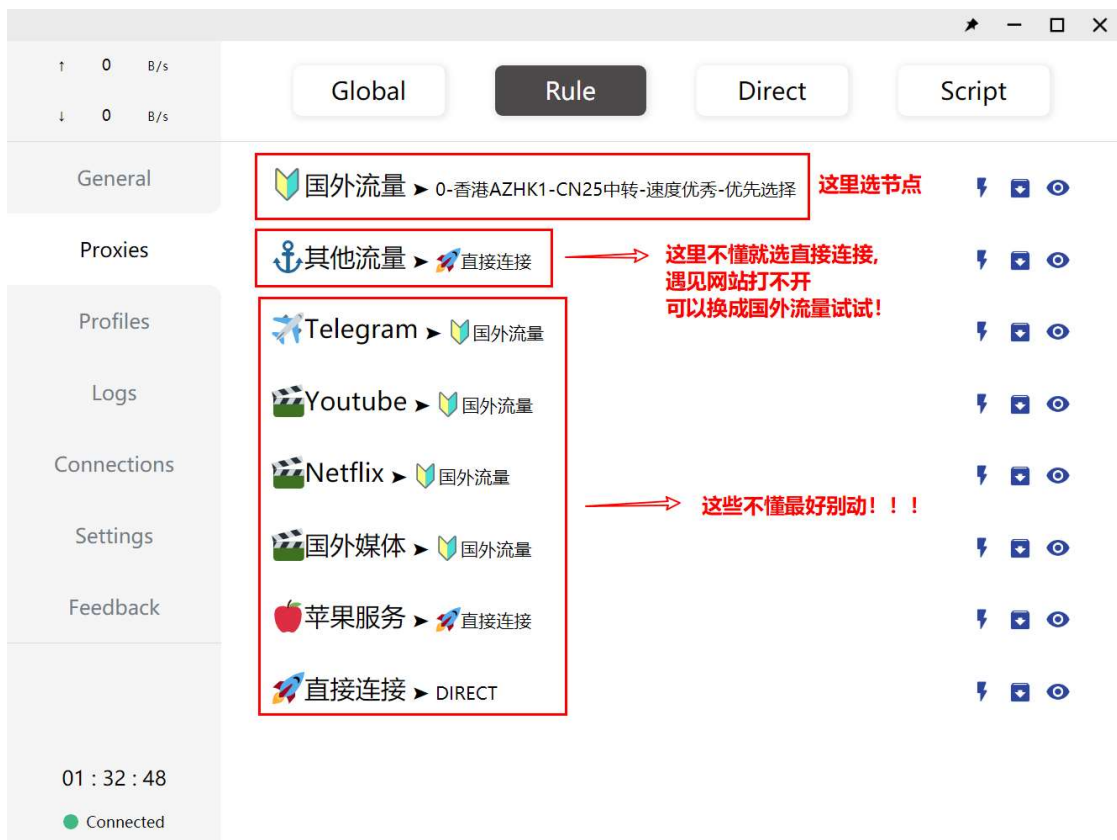 ↑ 0 B/s
↓ 0 B/s
Global Rule Direct Script
General
Proxies
Profiles
Logs
Connections
Settings
Feedback
01 : 32 : 48
Connected
国外流量 ➤ 0-香港AZHK1-CN25中转-速度优秀-优先选择
这里选节点
其他流量 ➤ 直接连接
这里不懂就选直接连接,
遇见网站打不开
可以换成国外流量试试!
Telegram ➤ 国外流量
Youtube ➤ 国外流量
Netflix ➤ 国外流量
这些不懂最好别动！！！
国外媒体 ➤ 国外流量
苹果服务 ➤ 直接连接
直接连接 ➤ DIRECT